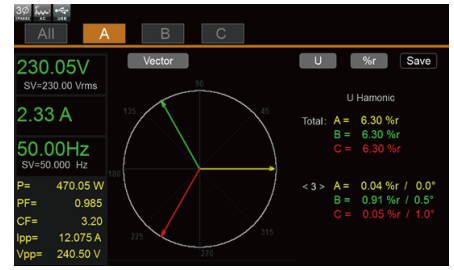 3Ø
PHASE AC USB
All A B C
230.05V
SV=230.00 Vrms
2.33 A
50.00Hz
SV=50.000 Hz
P= 470.05 W
PF= 0.985
CF= 3.20
Ipp= 12.075 A
Vpp= 240.50 V
Vector
90
135 45
180
225 315
270
U %r Save
U Hamonic
Total: A = 6.30 %r
B = 6.30 %r
C = 6.30 %r
< 3 > A = 0.04 %r / 0.0°
B = 0.91 %r / 0.5°
C = 0.05 %r / 1.0°